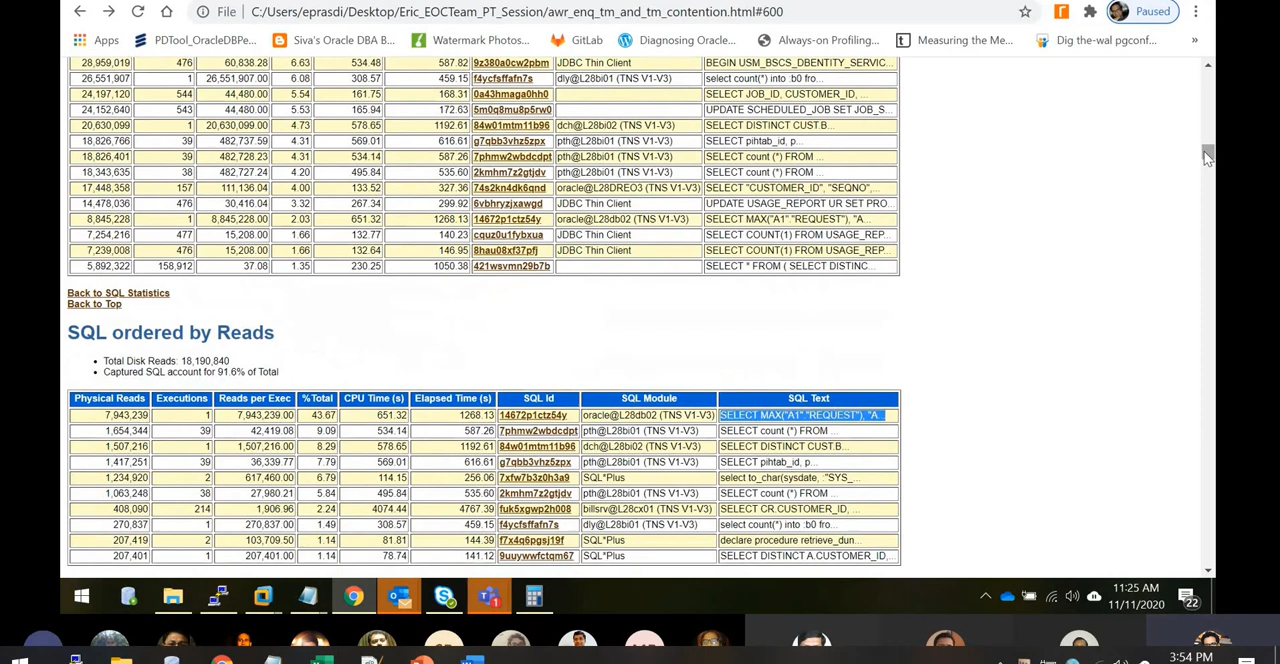 File | C:/Users/eprasdi/Desktop/Eric_EOCTeam_PT_Session/awr_enq_tm_and_tm_contention.html#600 Paused
Apps PDTool_OracleDBPe... Siva's Oracle DBA B... Watermark Photos... GitLab Diagnosing Oracle... Always-on Profiling... Measuring the Me... Dig the-wal pgconf... »
28,959,019 476 60,838.28 6.63 534.48 587.82 9z380a0cw2pbm JDBC Thin Client BEGIN USM_BSCS_DBENTITY_SERVIC...
26,551,907 1 26,551,907.00 6.08 308.57 459.15 f4ycfsffafn7s dly@L28bi01 (TNS V1-V3) select count(*) into :b0 fro...
24,197,120 544 44,480.00 5.54 161.75 168.31 0a43hmaga0hh0 SELECT JOB_ID, CUSTOMER_ID, ...
24,152,640 543 44,480.00 5.53 165.94 172.63 5m0q8mu8p5rw0 UPDATE SCHEDULED_JOB SET JOB_S...
20,630,099 1 20,630,099.00 4.73 578.65 1192.61 84w01mtm11b96 dch@L28bi02 (TNS V1-V3) SELECT DISTINCT CUST.B...
18,826,766 39 482,737.59 4.31 569.01 616.61 g7qbb3vhz5zpx pth@L28bi01 (TNS V1-V3) SELECT pihtab_id, p...
18,826,401 39 482,728.23 4.31 534.14 587.26 7phmw2wbdcdpt pth@L28bi01 (TNS V1-V3) SELECT count (*) FROM ...
18,343,635 38 482,727.24 4.20 495.84 535.60 2kmhm7z2gtjdv pth@L28bi01 (TNS V1-V3) SELECT count (*) FROM ...
17,448,358 157 111,136.04 4.00 133.52 327.36 74s2kn4dk6qnd oracle@L28DREO3 (TNS V1-V3) SELECT "CUSTOMER_ID", "SEQNO",...
14,478,036 476 30,416.04 3.32 267.34 299.92 6vbhryzjxawgd JDBC Thin Client UPDATE USAGE_REPORT UR SET PRO...
8,845,228 1 8,845,228.00 2.03 651.32 1268.13 14672p1ctz54y oracle@L28db02 (TNS V1-V3) SELECT MAX("A1"."REQUEST"), "A...
7,254,216 477 15,208.00 1.66 132.77 140.23 cquz0u1fybxua JDBC Thin Client SELECT COUNT(1) FROM USAGE_REP...
7,239,008 476 15,208.00 1.66 132.64 146.95 8hau08xf37pfj JDBC Thin Client SELECT COUNT(1) FROM USAGE_REP...
5,892,322 158,912 37.08 1.35 230.25 1050.38 421wsvmn29b7b SELECT * FROM ( SELECT DISTINC...
Back to SQL Statistics
Back to Top
SQL ordered by Reads
• Total Disk Reads: 18,190,840
• Captured SQL account for 91.6% of Total
Physical Reads Executions Reads per Exec %Total CPU Time (s) Elapsed Time (s) SQL Id SQL Module SQL Text
7,943,239 1 7,943,239.00 43.67 651.32 1268.13 14672p1ctz54y oracle@L28db02 (TNS V1-V3) SELECT MAX("A1"."REQUEST"), "A...
1,654,344 39 42,419.08 9.09 534.14 587.26 7phmw2wbdcdpt pth@L28bi01 (TNS V1-V3) SELECT count (*) FROM ...
1,507,216 1 1,507,216.00 8.29 578.65 1192.61 84w01mtm11b96 dch@L28bi02 (TNS V1-V3) SELECT DISTINCT CUST.B...
1,417,251 39 36,339.77 7.79 569.01 616.61 g7qbb3vhz5zpx pth@L28bi01 (TNS V1-V3) SELECT pihtab_id, p...
1,234,920 2 617,460.00 6.79 114.15 256.06 7xfw7b3z0h3a9 SQL*Plus select to_char(sysdate, :"SYS_...
1,063,248 38 27,980.21 5.84 495.84 535.60 2kmhm7z2gtjdv pth@L28bi01 (TNS V1-V3) SELECT count (*) FROM ...
408,090 214 1,906.96 2.24 4074.44 4767.39 fuk5xgwp2h008 billsrv@L28cx01 (TNS V1-V3) SELECT CR.CUSTOMER_ID, ...
270,837 1 270,837.00 1.49 308.57 459.15 f4ycfsffafn7s dly@L28bi01 (TNS V1-V3) select count(*) into :b0 fro...
207,419 2 103,709.50 1.14 81.81 144.39 f7x4q6pgsj19f SQL*Plus declare procedure retrieve_dun...
207,401 1 207,401.00 1.14 78.74 141.12 9uuywwfctqm67 SQL*Plus SELECT DISTINCT A.CUSTOMER_ID,...
11:25 AM
11/11/2020
22
3:54 PM